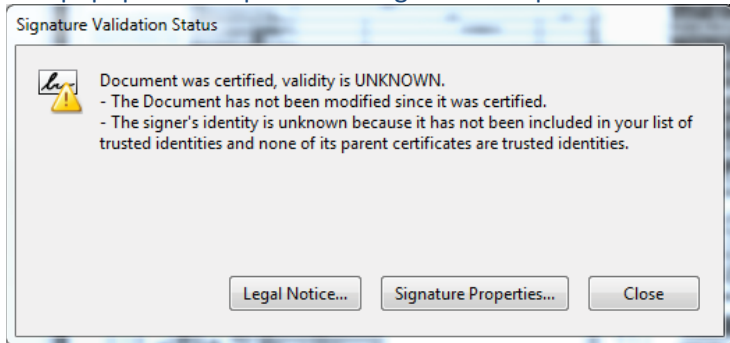 Signature Validation Status
Document was certified, validity is UNKNOWN.
- The Document has not been modified since it was certified.
- The signer's identity is unknown because it has not been included in your list of
trusted identities and none of its parent certificates are trusted identities.
Legal Notice... Signature Properties... Close